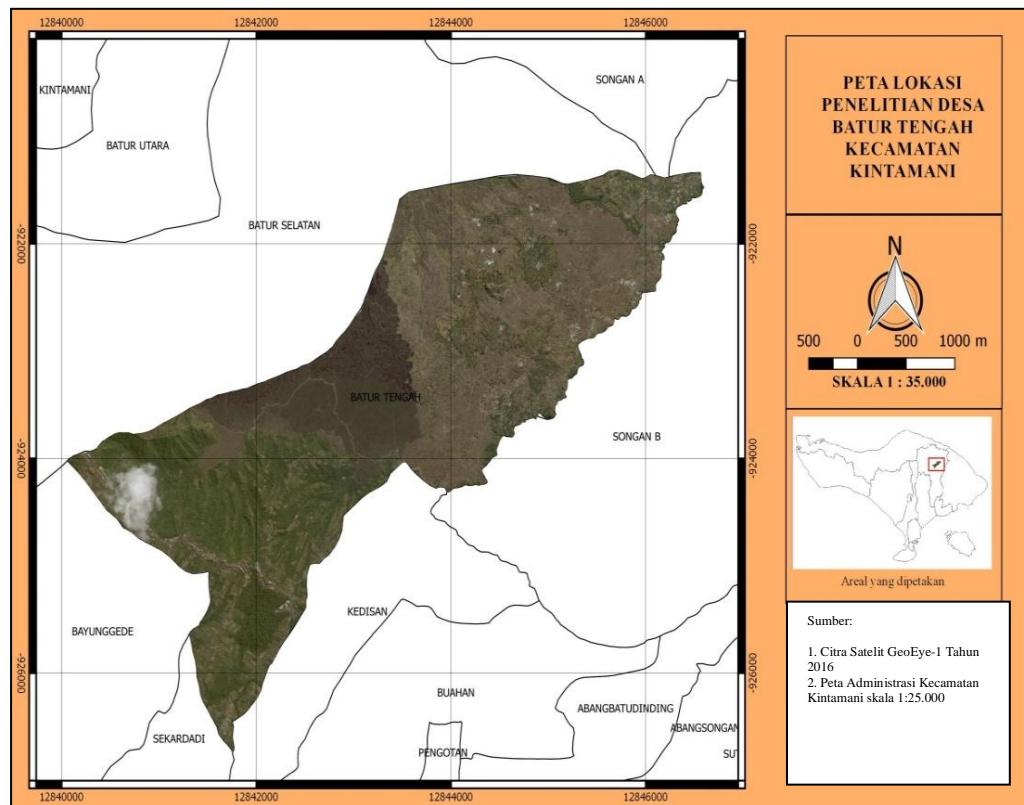 12840000 12842000 12844000 12846000
KINTAMANI
SONGAN A
BATUR UTARA
BATUR SELATAN
-922000
-922000
BATUR TENGAH
SONGAN B
-924000
-924000
KEDISAN
BAYUNGGEDE
-926000
-926000
BUAHAN
ABANGBATUDINDING
ABANGSONGAN
SEKARDADI
PENGOTAN
SUT
12840000 12842000 12844000 12846000
PETA LOKASI
PENELITIAN DESA
BATUR TENGAH
KECAMATAN
KINTAMANI
N
500 0 500 1000 m
SKALA 1 : 35.000
Areal yang dipetakan
Sumber:
1. Citra Satelit GeoEye-1 Tahun
2016
2. Peta Administrasi Kecamatan
Kintamani skala 1:25.000